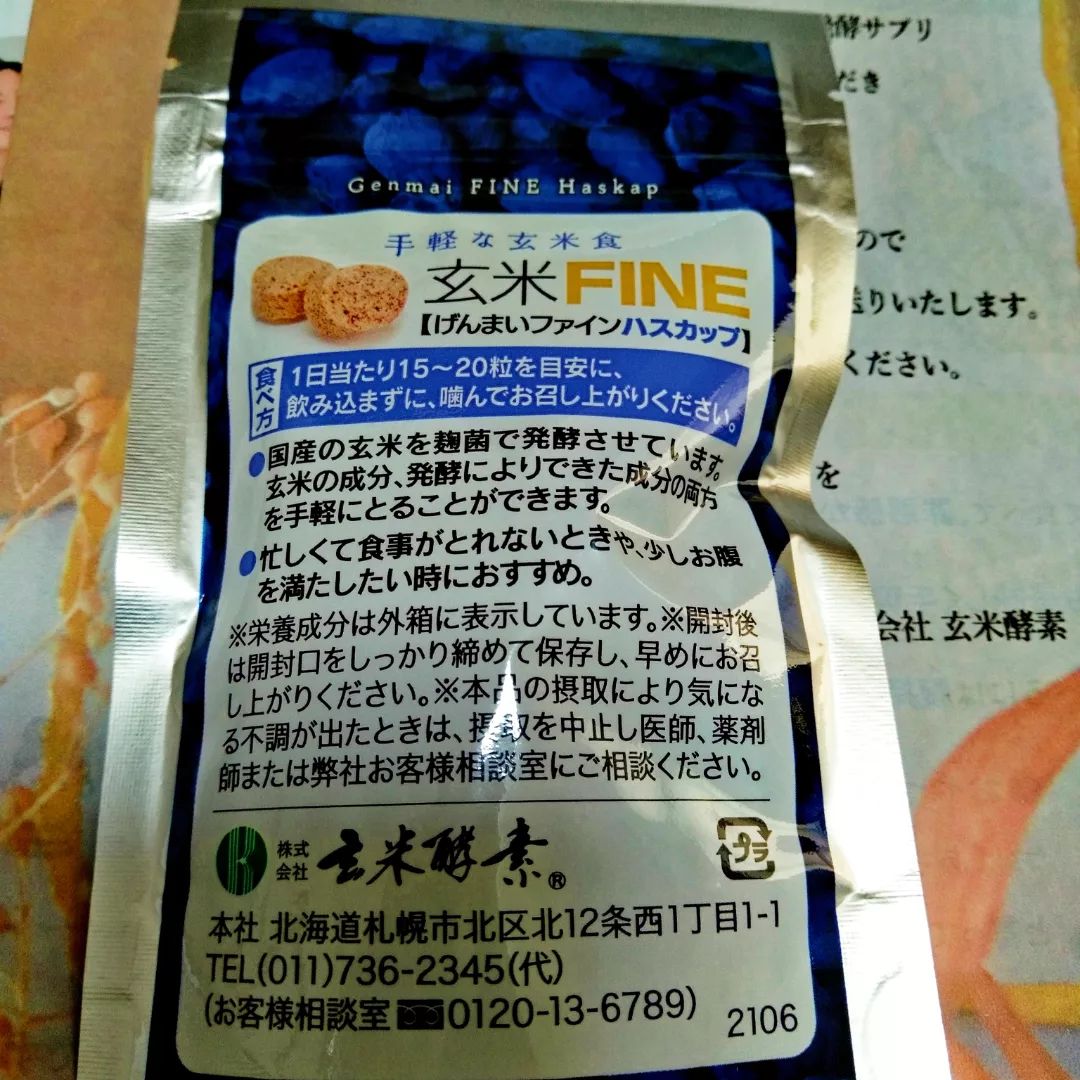 Genmai FINE Haskap
手軽な玄米食
玄米FINE
【げんまいファインハスカップ】
食べ方
1日当たり15～20粒を目安に、
飲み込まずに、噛んでお召し上がりください。
●国産の玄米を麹菌で発酵させています。
玄米の成分、発酵によりできた成分の両方
を手軽にとることができます。
●忙しくて食事がとれないときや、少しお腹
を満たしたい時におすすめ。
※栄養成分は外箱に表示しています。※開封後
は開封口をしっかり締めて保存し、早めにお召
し上がりください。※本品の摂取により気にな
る不調が出たときは、摂取を中止し医師、薬剤
師または弊社お客様相談室にご相談ください。
株式会社
玄米酵素®
プラ
本社 北海道札幌市北区北12条西1丁目1-1
TEL(011)736-2345(代)
(お客様相談室 0120-13-6789)
2106
酵サプリ
だき
ので
りいたします。
ください。
を
会社 玄米酵素